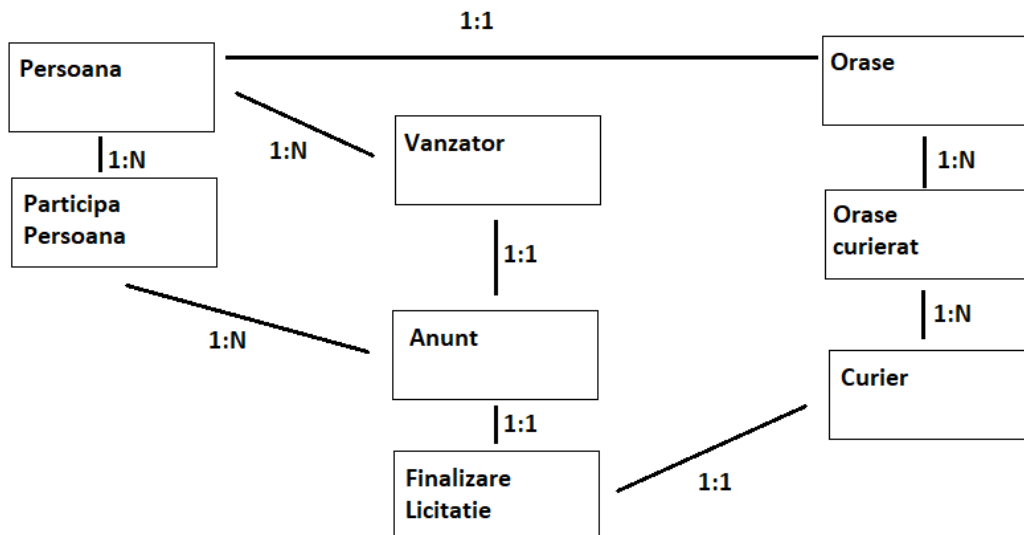 1:1
Persoana
Orase
Vanzator
1:N
1:N
1:N
Participa
Persoana
Orase
curierat
1:1
1:N
1:N
Anunt
Curier
1:1
Finalizare
Licitatie
1:1